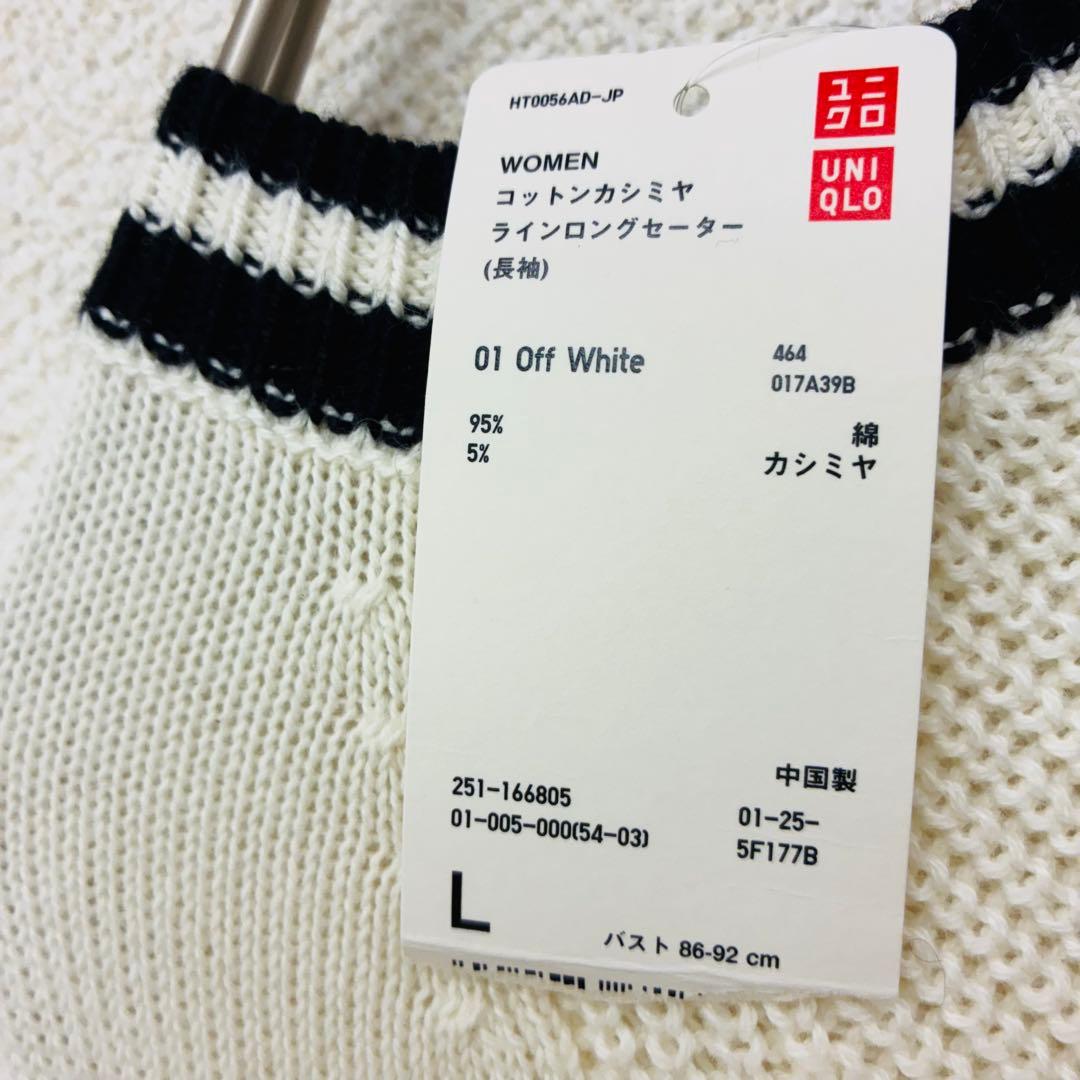 HT0056AD-JP
ユニ
クロ
UNI
QLO
WOMEN
コットンカシミヤ
ラインロングセーター
(長袖)
01 Off White
464
017A39B
95% 綿
5% カシミヤ
251-166805
01-005-000(54-03)
中国製
01-25-
5F177B
L
バスト 86-92 cm